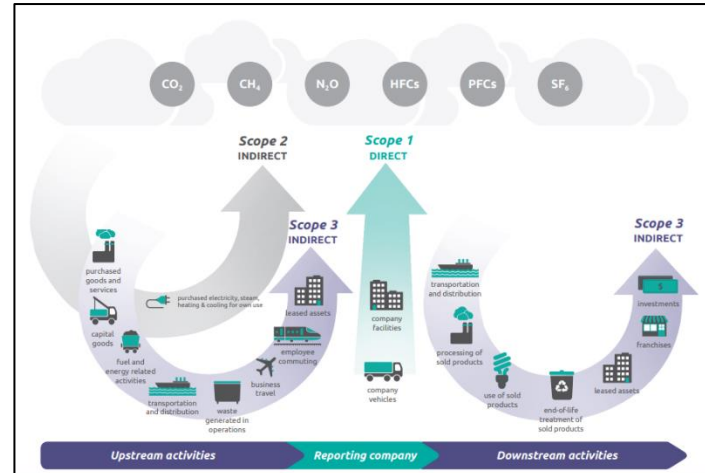 CO₂
CH₄
N₂O
HFCs
PFCs
SF₆
Scope 2
INDIRECT
Scope 1
DIRECT
Scope 3
INDIRECT
Scope 3
INDIRECT
purchased
goods and
services
capital
goods
fuel and
energy related
activities
transportation
and distribution
waste
generated in
operations
business
travel
employee
commuting
leased assets
purchased electricity, steam,
heating & cooling for own use
company
facilities
company
vehicles
transportation
and distribution
processing of
sold products
use of sold
products
end-of-life
treatment of
sold products
leased assets
franchises
$
investments
Upstream activities
Reporting company
Downstream activities